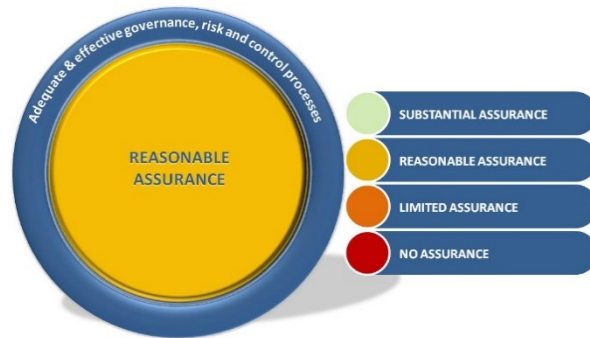 Adequate & effective governance, risk and control processes
REASONABLE
ASSURANCE
SUBSTANTIAL ASSURANCE
REASONABLE ASSURANCE
LIMITED ASSURANCE
NO ASSURANCE